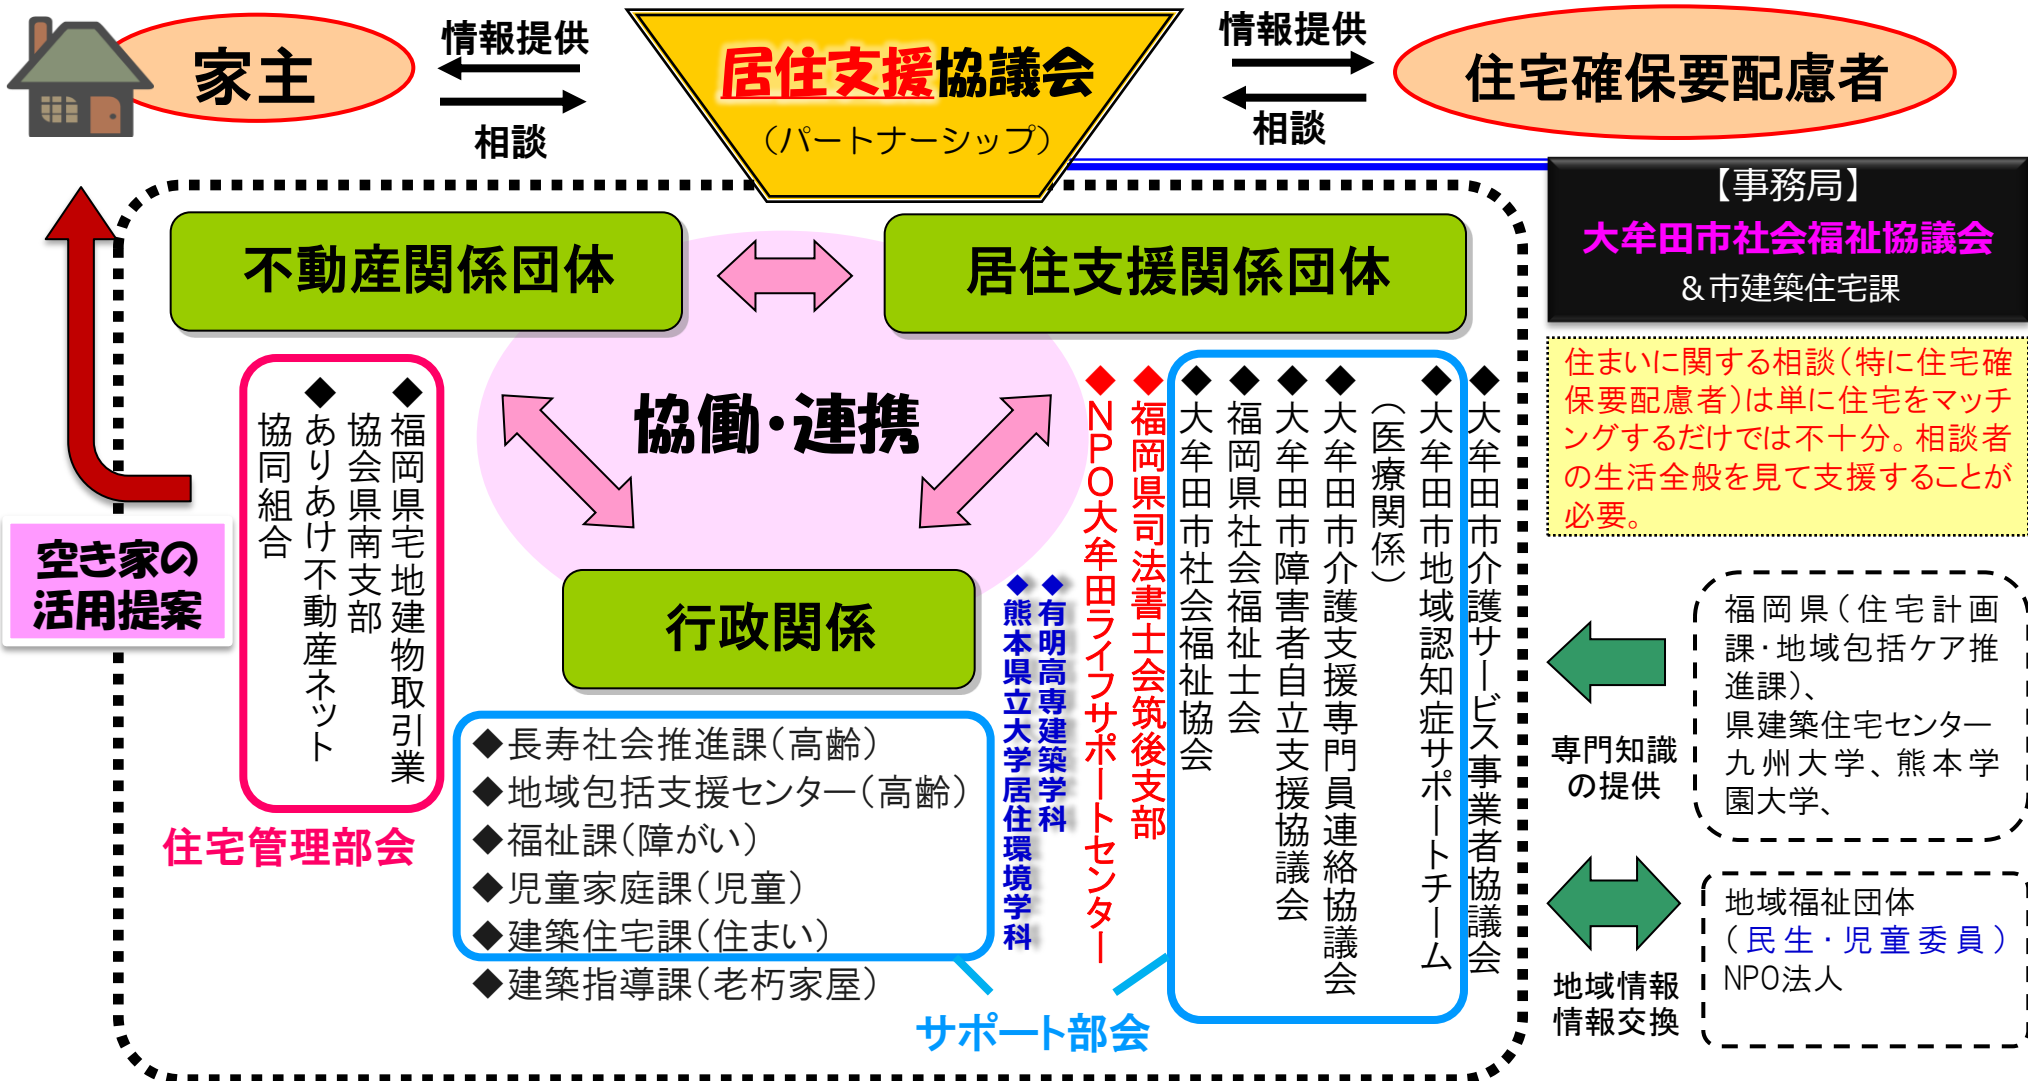 家主
情報提供
相談
居住支援協議会
（パートナーシップ）
情報提供
相談
住宅確保要配慮者
【事務局】
大牟田市社会福祉協議会
＆市建築住宅課
不動産関係団体
居住支援関係団体
協働・連携
行政関係
住まいに関する相談（特に住宅確
保要配慮者）は単に住宅をマッチ
ングするだけでは不十分。相談者
の生活全般を見て支援することが
必要。
空き家の
活用提案
◆福岡県宅地建物取引業
協会県南支部
◆ありあけ不動産ネット
協同組合
住宅管理部会
◆長寿社会推進課（高齢）
◆地域包括支援センター（高齢）
◆福祉課（障がい）
◆児童家庭課（児童）
◆建築住宅課（住まい）
◆建築指導課（老朽家屋）
◆有明高専建築学科
◆熊本県立大学居住環境学科
◆大牟田市介護サービス事業者協議会
◆大牟田市地域認知症サポートチーム
（医療関係）
◆大牟田市介護支援専門員連絡協議会
◆大牟田市障害者自立支援協議会
◆福岡県社会福祉士会
◆大牟田市社会福祉協会
◆福岡県司法書士会筑後支部
◆ＮＰＯ大牟田ライフサポートセンター
サポート部会
専門知識
の提供
福岡県（住宅計画
課・地域包括ケア推
進課）、
県建築住宅センター
九州大学、熊本学
園大学、
地域情報
情報交換
地域福祉団体
（民生・児童委員）
NPO法人